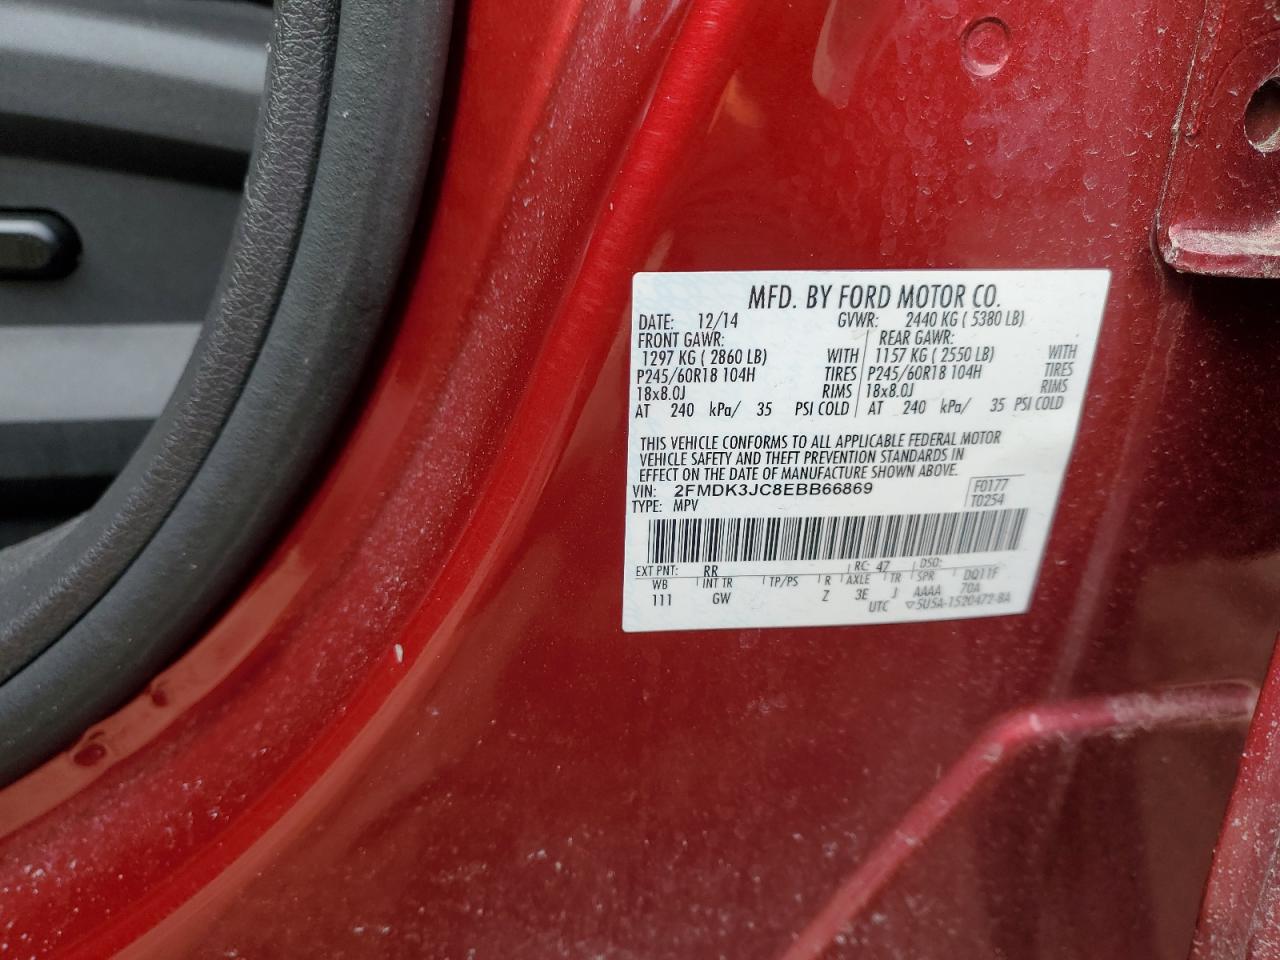 MFD. BY FORD MOTOR CO.
DATE: 12/14 GVWR: 2440 KG ( 5380 LB)
FRONT GAWR: REAR GAWR:
1297 KG ( 2860 LB) WITH 1157 KG ( 2550 LB) WITH
P245/60R18 104H TIRES P245/60R18 104H TIRES
18x8.0J RIMS 18x8.0J RIMS
AT 240 kPa/ 35 PSI COLD AT 240 kPa/ 35 PSI COLD
THIS VEHICLE CONFORMS TO ALL APPLICABLE FEDERAL MOTOR
VEHICLE SAFETY AND THEFT PREVENTION STANDARDS IN
EFFECT ON THE DATE OF MANUFACTURE SHOWN ABOVE.
VIN: 2FMDK3JC8EBB66869 F0177
TYPE: MPV T0254
EXT PNT: RR RC: 47 DSO:
WB INT TR TP/PS R AXLE TR SPR DQ11F
111 GW Z 3E J AAAA 70A
UTC ▽5U5A-1520472-BA